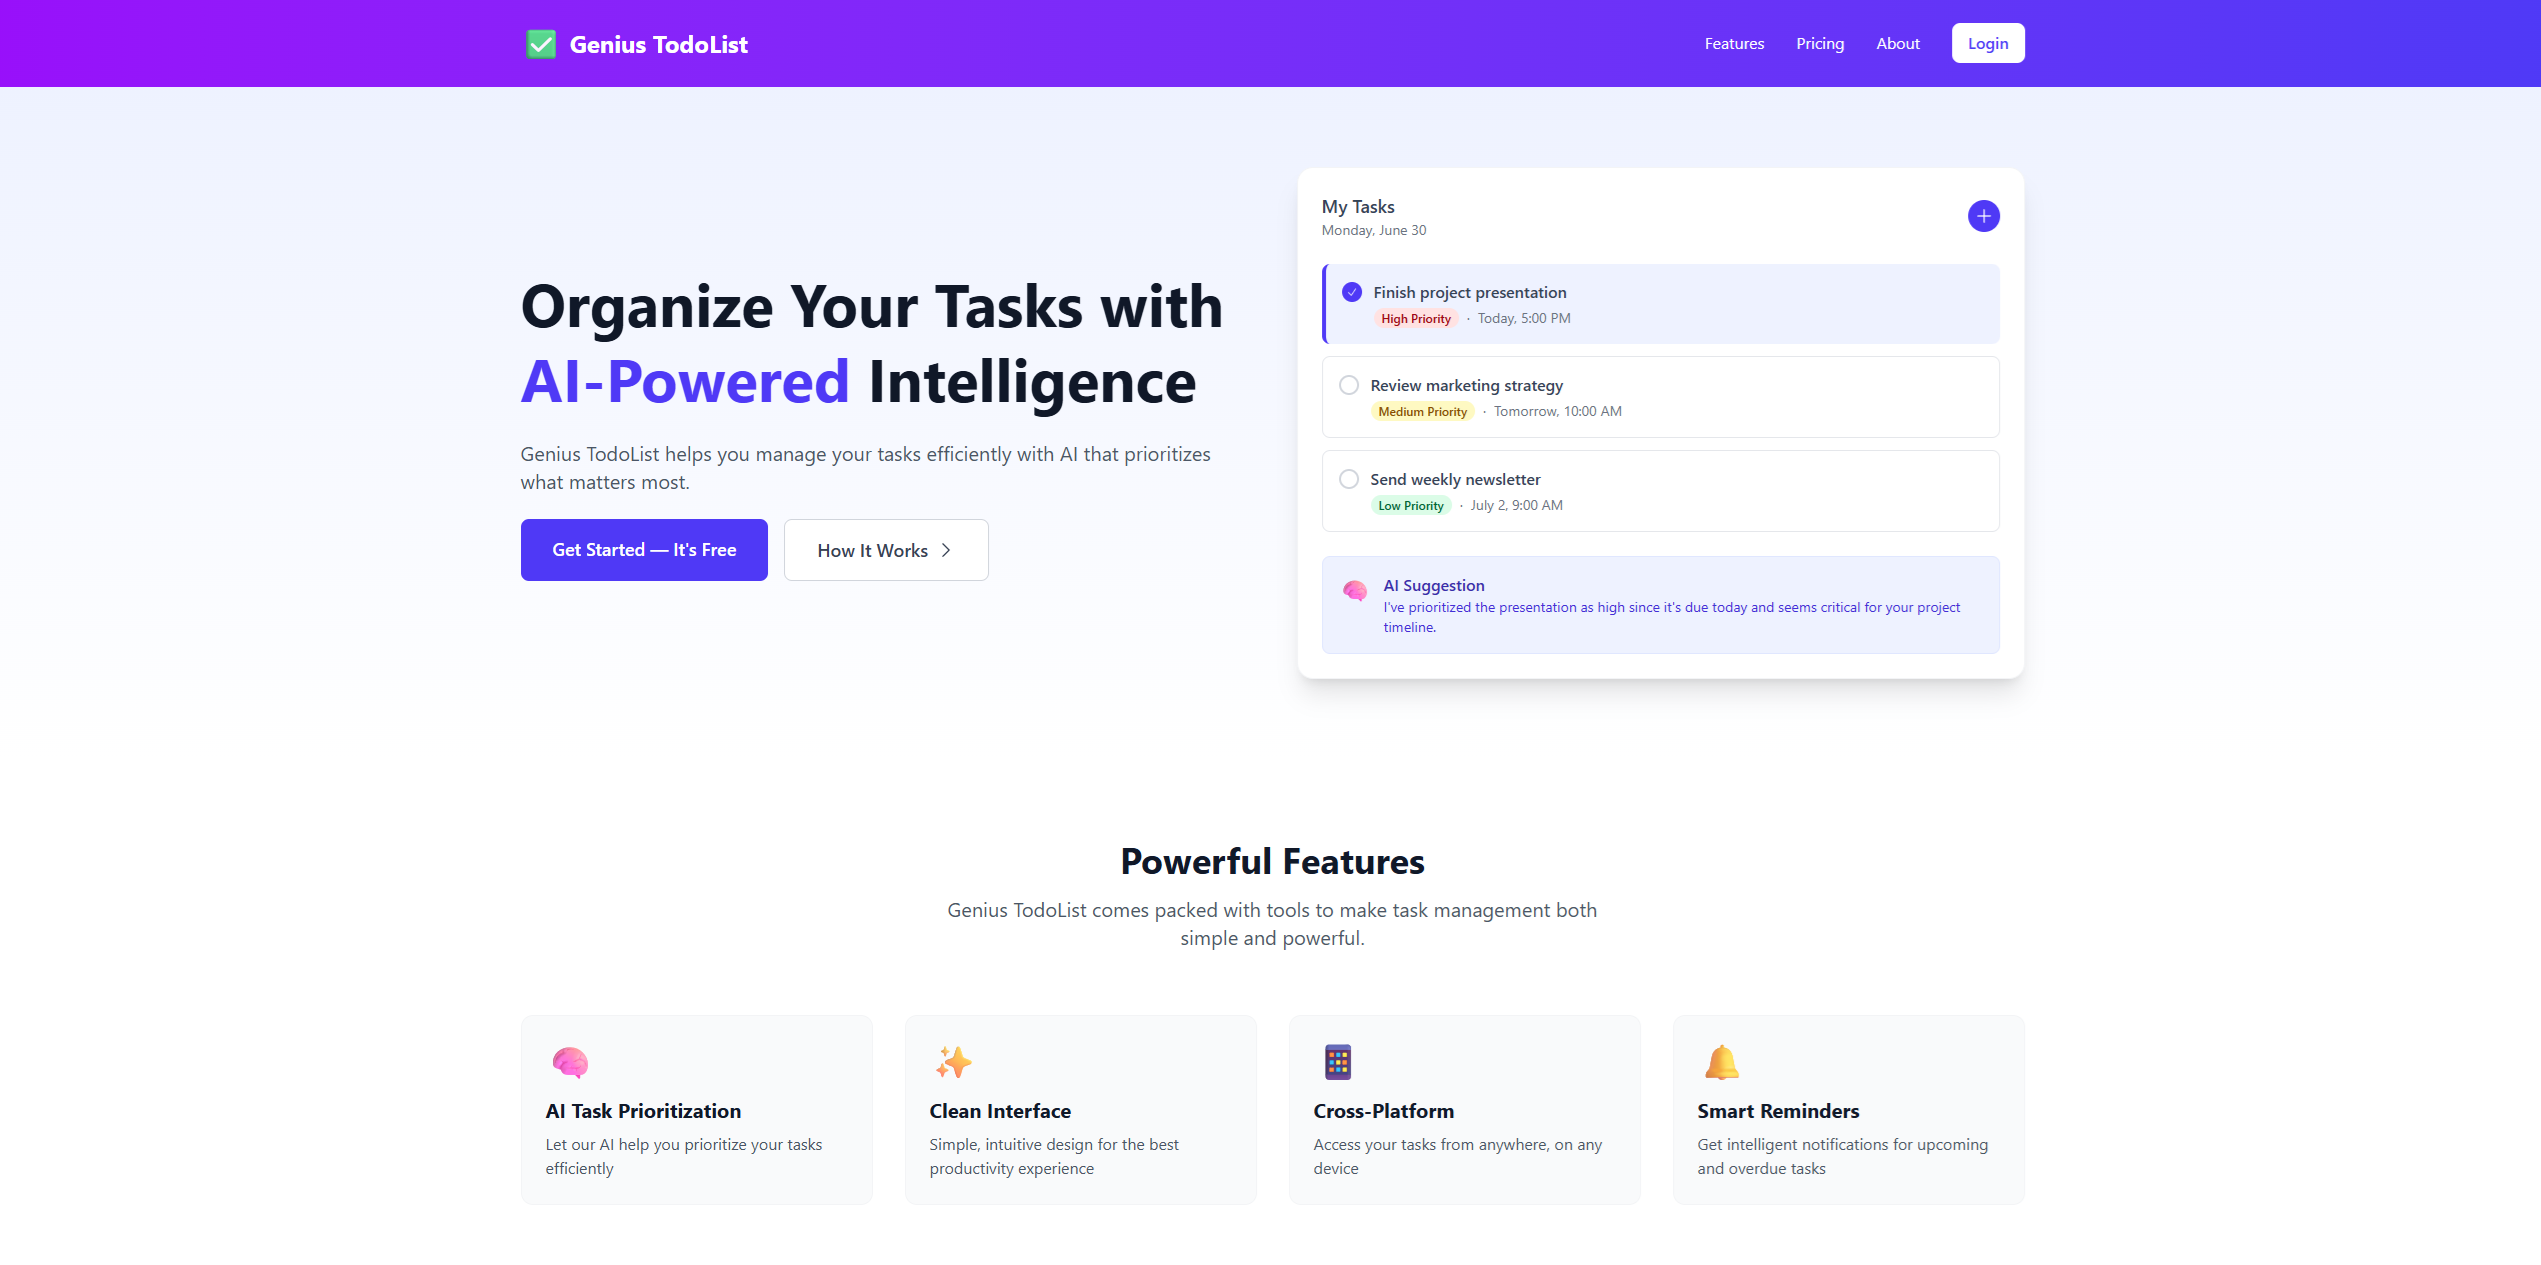 Genius TodoList
Features
Pricing
About
Login
Organize Your Tasks with
AI-Powered Intelligence
Genius TodoList helps you manage your tasks efficiently with AI that prioritizes
what matters most.
Get Started — It's Free
How It Works
My Tasks
Monday, June 30
Finish project presentation
High Priority · Today, 5:00 PM
Review marketing strategy
Medium Priority · Tomorrow, 10:00 AM
Send weekly newsletter
Low Priority · July 2, 9:00 AM
AI Suggestion
I've prioritized the presentation as high since it's due today and seems critical for your project
timeline.
Powerful Features
Genius TodoList comes packed with tools to make task management both
simple and powerful.
AI Task Prioritization
Let our AI help you prioritize your tasks
efficiently
Clean Interface
Simple, intuitive design for the best
productivity experience
Cross-Platform
Access your tasks from anywhere, on any
device
Smart Reminders
Get intelligent notifications for upcoming
and overdue tasks